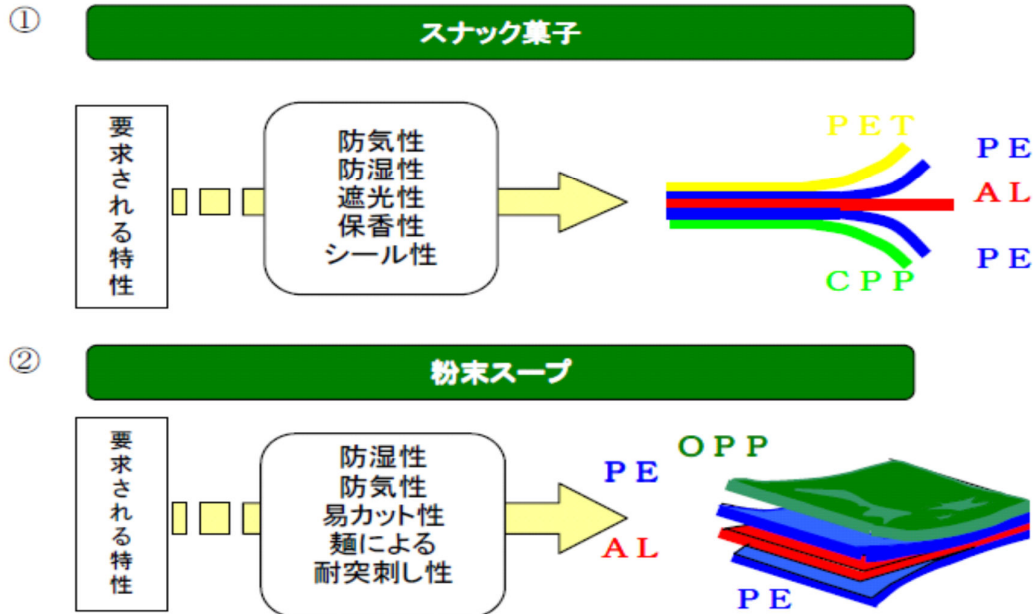 ①
スナック菓子
要求される特性
防気性
防湿性
遮光性
保香性
シール性
PET
PE
AL
PE
CPP
②
粉末スープ
要求される特性
防湿性
防気性
易カット性
麺による
耐突刺し性
OPP
PE
AL
PE